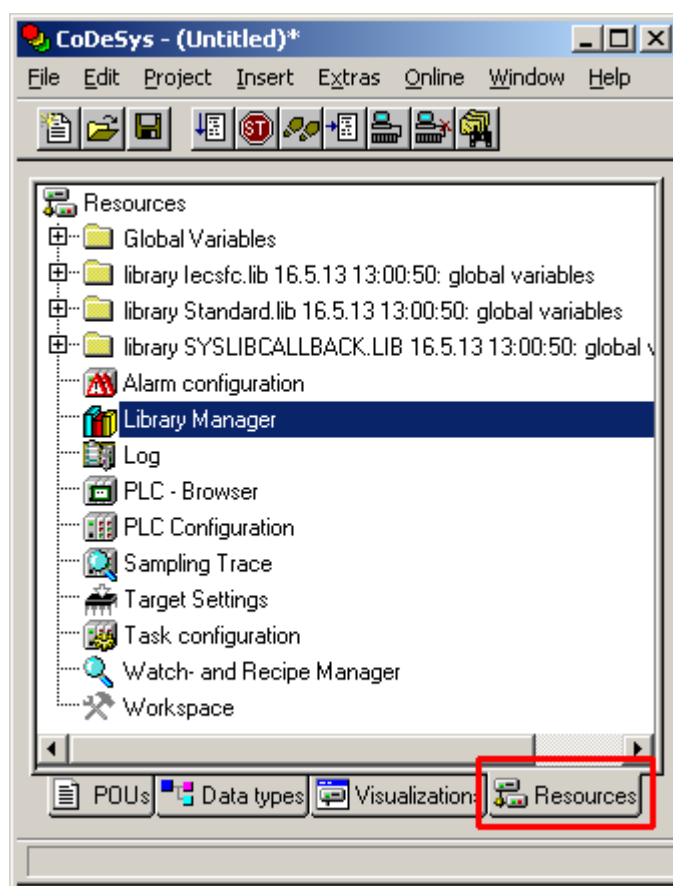 CoDeSys - (Untitled)*
File Edit Project Insert Extras Online Window Help
ST
Resources
Global Variables
library Iecsfc.lib 16.5.13 13:00:50: global variables
library Standard.lib 16.5.13 13:00:50: global variables
library SYSLIBCALLBACK.LIB 16.5.13 13:00:50: global v
Alarm configuration
Library Manager
Log
PLC - Browser
PLC Configuration
Sampling Trace
Target Settings
Task configuration
Watch- and Recipe Manager
Workspace
POUs Data types Visualizations Resources